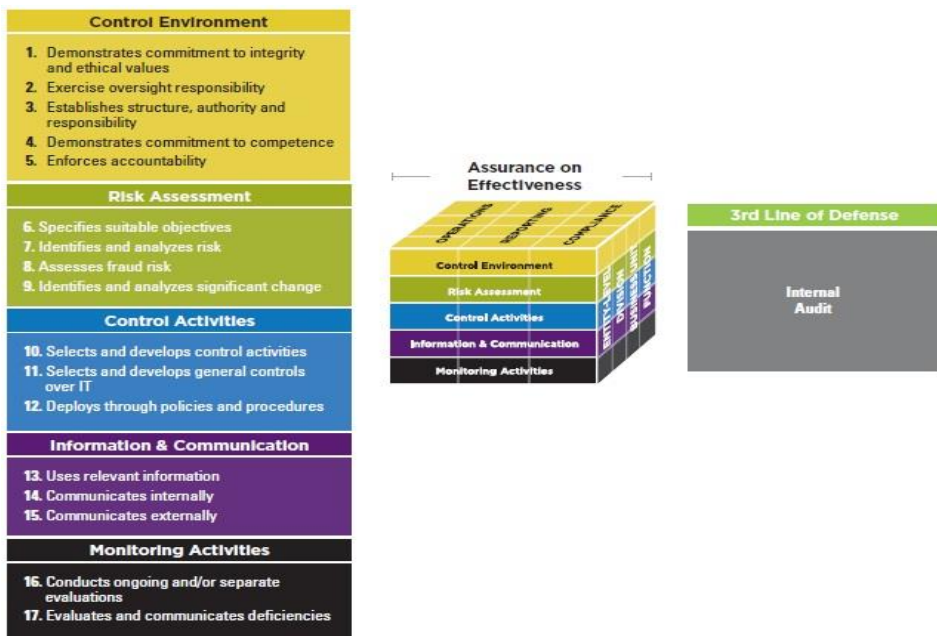 Control Environment
1. Demonstrates commitment to integrity
and ethical values
2. Exercise oversight responsibility
3. Establishes structure, authority and
responsibility
4. Demonstrates commitment to competence
5. Enforces accountability
Risk Assessment
6. Specifies suitable objectives
7. Identifies and analyzes risk
8. Assesses fraud risk
9. Identifies and analyzes significant change
Control Activities
10. Selects and develops control activities
11. Selects and develops general controls
over IT
12. Deploys through policies and procedures
Information & Communication
13. Uses relevant information
14. Communicates internally
15. Communicates externally
Monitoring Activities
16. Conducts ongoing and/or separate
evaluations
17. Evaluates and communicates deficiencies
Assurance on
Effectiveness
OPERATIONS
REPORTING
COMPLIANCE
Control Environment
Risk Assessment
Control Activities
Information & Communication
Monitoring Activities
ENTITY-LEVEL
DIVISION
BUSINESS UNIT
FUNCTION
3rd Line of Defense
Internal
Audit